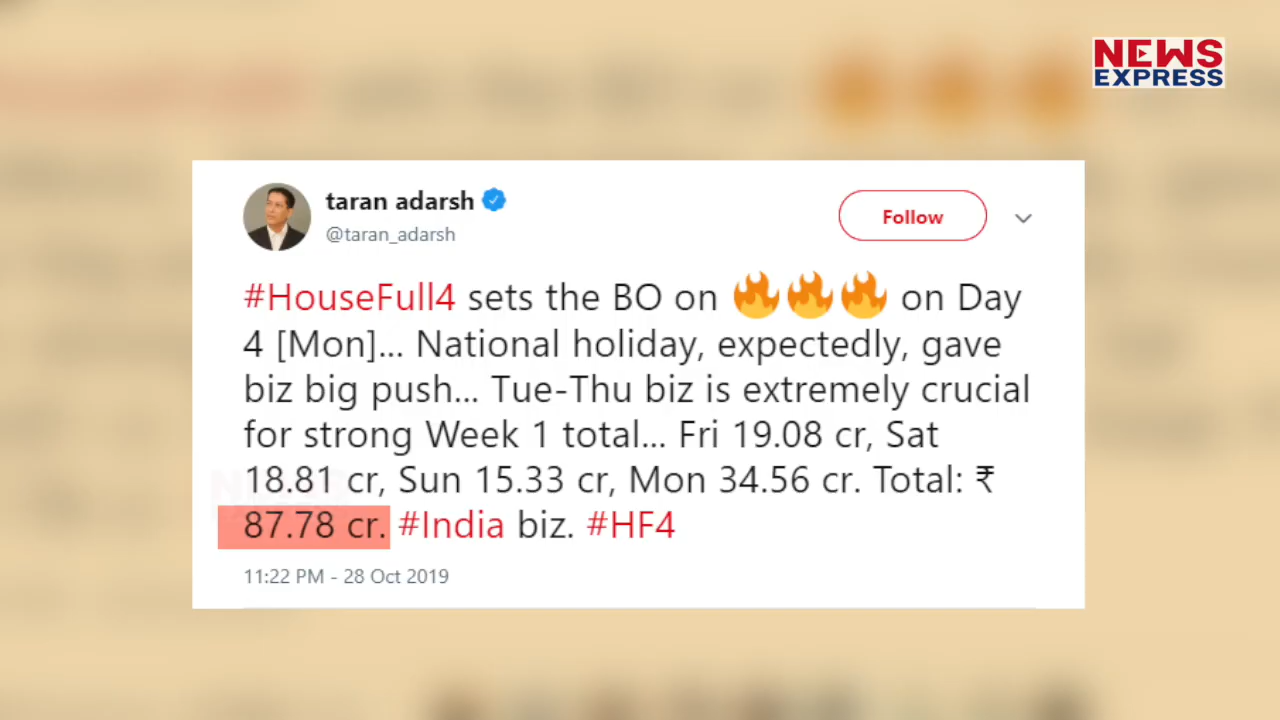 NEWS
EXPRESS
taran adarsh
@taran_adarsh
Follow
#HouseFull4 sets the BO on 🔥🔥🔥 on Day
4 [Mon]... National holiday, expectedly, gave
biz big push... Tue-Thu biz is extremely crucial
for strong Week 1 total... Fri 19.08 cr, Sat
18.81 cr, Sun 15.33 cr, Mon 34.56 cr. Total: ₹
87.78 cr. #India biz. #HF4
11:22 PM - 28 Oct 2019